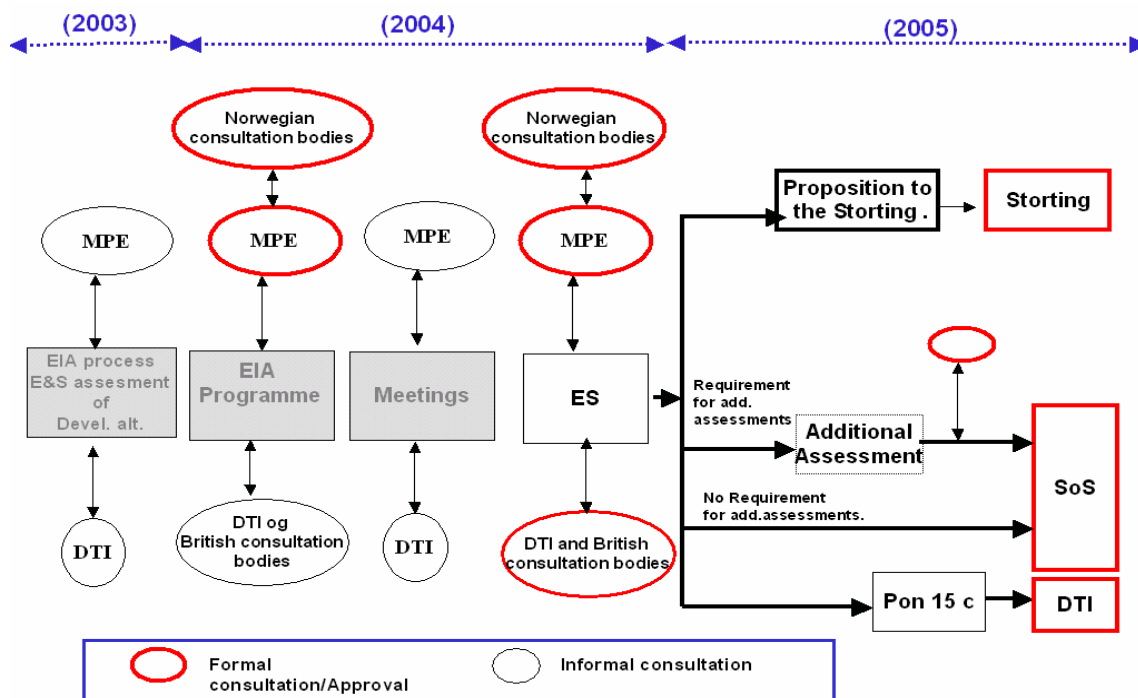 (2003)
(2004)
(2005)
Norwegian
consultation bodies
Norwegian
consultation bodies
Proposition to
the Storting .
Storting
MPE
MPE
MPE
MPE
EIA process
E&S assesment
of
Devel. alt.
EIA
Programme
Meetings
ES
Requirement
for add.
assessments
Additional
Assessment
SoS
No Requirement
for add.assessments.
DTI
DTI og
British consultation
bodies
DTI
DTI and British
consultation bodies
Pon 15 c
DTI
Formal
consultation/Approval
Informal consultation